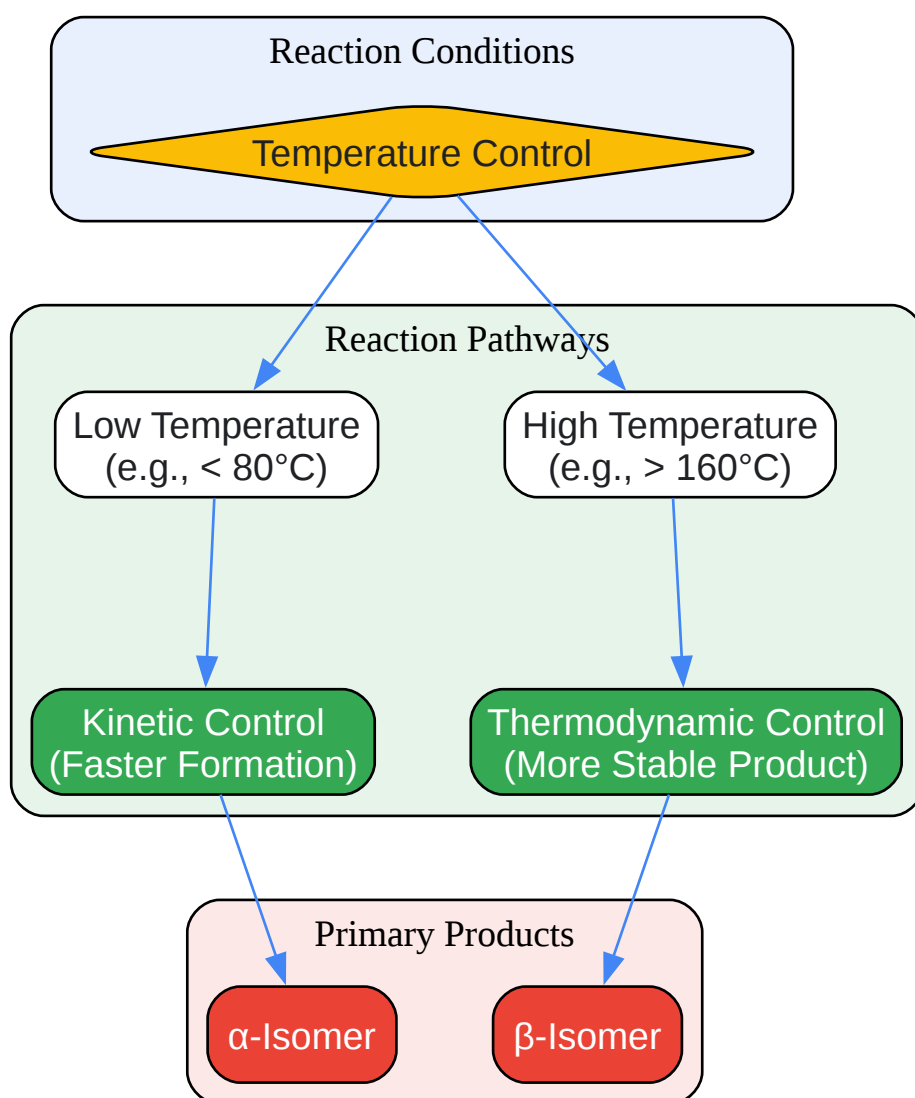 Reaction Conditions
Temperature Control
Reaction Pathways
Low Temperature
(e.g., < 80°C)
High Temperature
(e.g., > 160°C)
Kinetic Control
(Faster Formation)
Thermodynamic Control
(More Stable Product)
Primary Products
α-Isomer
β-Isomer